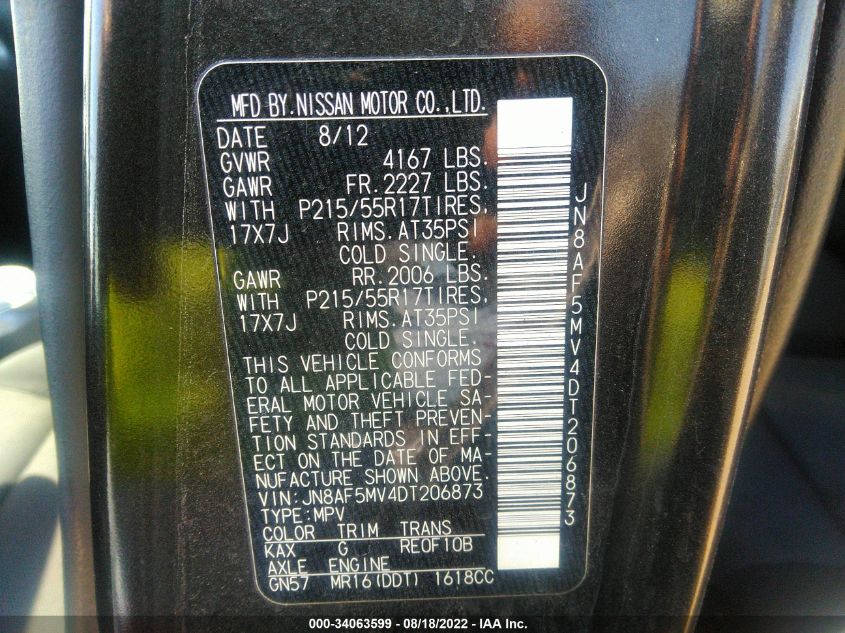 MFD BY.NISSAN MOTOR CO.,LTD.
DATE 8/12
GVWR 4167 LBS.
GAWR FR.2227 LBS.
WITH P215/55R17TIRES,
17X7J RIMS.AT35PSI
COLD SINGLE.
GAWR RR.2006 LBS.
WITH P215/55R17TIRES,
17X7J RIMS.AT35PSI
COLD SINGLE.
THIS VEHICLE CONFORMS
TO ALL APPLICABLE FED-
ERAL MOTOR VEHICLE SA-
FETY AND THEFT PREVEN-
TION STANDARDS IN EFF-
ECT ON THE DATE OF MA-
NUFACTURE SHOWN ABOVE.
VIN:JN8AF5MV4DT206873
TYPE:MPV
COLOR TRIM TRANS
KAX G RE0F10B
AXLE ENGINE
GN57 MR16(DDT) 1618CC
JN8AF5MV4DT206873
000-34063599 - 08/18/2022 - IAA Inc.